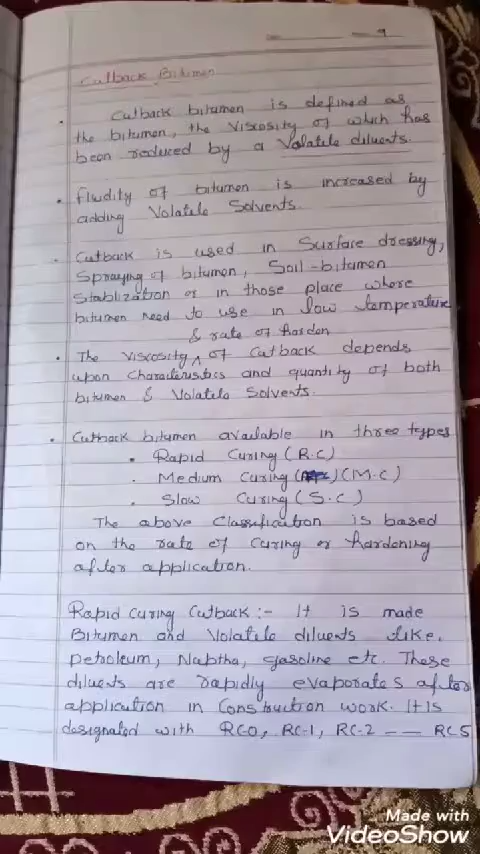 Cutback Bitumen
• Cutback bitumen is defined as
the bitumen, the Viscosity of which has
been reduced by a Volatile diluents.
• Fluidity of bitumen is increased by
adding Volatile Solvents.
• Cutback is used in Surface dressing,
Spraying of bitumen, Soil-bitumen
Stablization or in those place where
bitumen need to use in low temperature
& rate of harden
• The Viscosity ^ of Cutback depends
upon Characteristics and quantity of both
bitumen & Volatile Solvents.
• Cutback bitumen available in three types
• Rapid Curing (R.C)
• Medium Curing (M.C)
• Slow Curing (S.C)
The above Classification is based
on the rate of Curing or hardening
after application.
Rapid Curing Cutback :- It is made
Bitumen and Volatile diluents like,
petroleum, Naptha, gasoline etc. These
diluents are rapidly evaporates after
application in Construction work. It Is
designated with RC-0, RC-1, RC-2 -- RC5
Made with
VideoShow